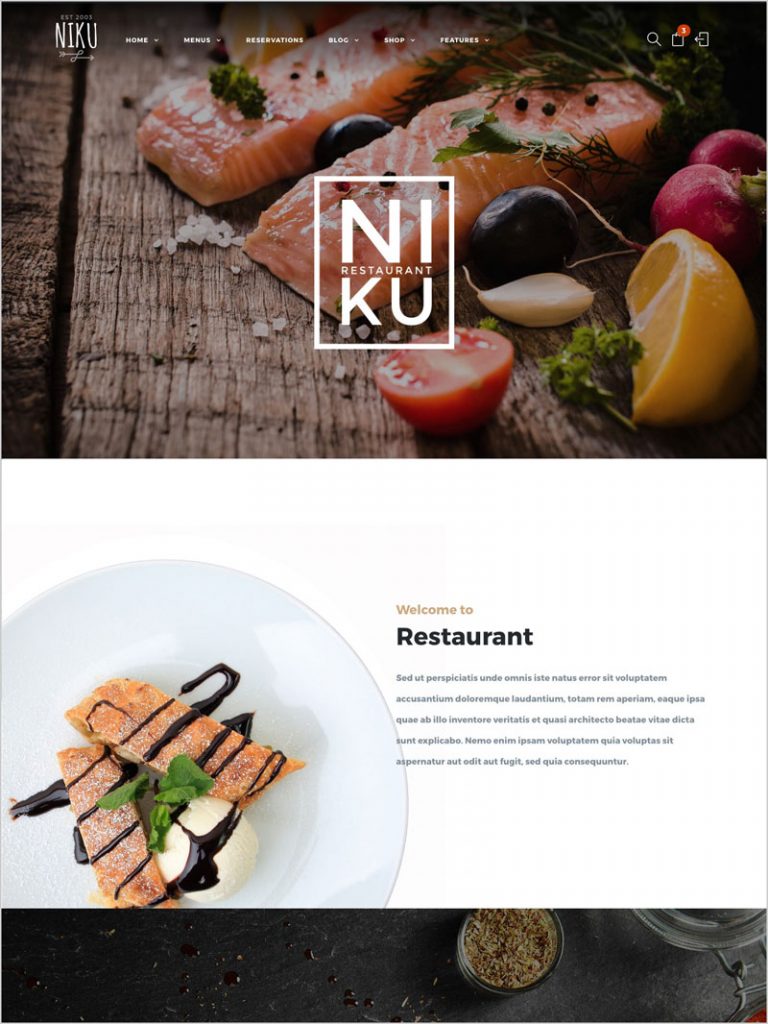 EST 2003
NIKU
HOME
MENUS
RESERVATIONS
BLOG
SHOP
FEATURES
3
NI
RESTAURANT
KU
Welcome to
Restaurant
Sed ut perspiciatis unde omnis iste natus error sit voluptatem
accusantium doloremque laudantium, totam rem aperiam, eaque ipsa
quae ab illo inventore veritatis et quasi architecto beatae vitae dicta
sunt explicabo. Nemo enim ipsam voluptatem quia voluptas sit
aspernatur aut odit aut fugit, sed quia consequuntur.